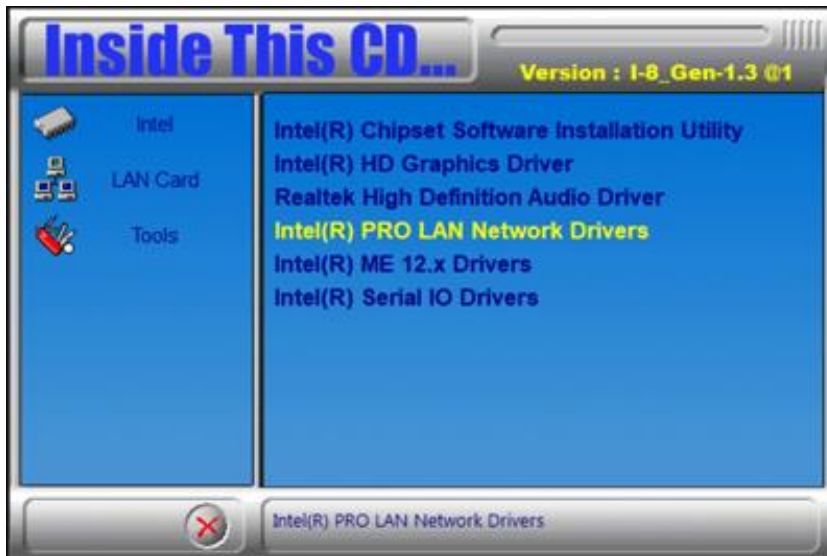 Inside This CD...
Version : I-8_Gen-1.3 @1
Intel
LAN Card
Tools
Intel(R) Chipset Software Installation Utility
Intel(R) HD Graphics Driver
Realtek High Definition Audio Driver
Intel(R) PRO LAN Network Drivers
Intel(R) ME 12.x Drivers
Intel(R) Serial IO Drivers
Intel(R) PRO LAN Network Drivers